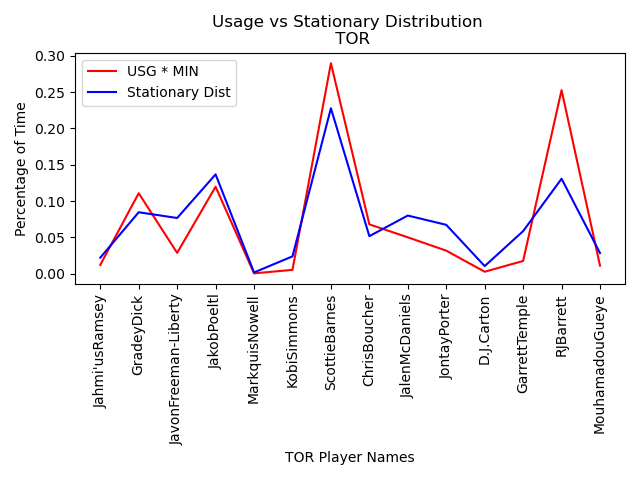 Usage vs Stationary Distribution
TOR
USG * MIN
Stationary Dist
Percentage of Time
0.30
0.25
0.20
0.15
0.10
0.05
0.00
Jahmi'usRamsey
GradeyDick
JavonFreeman-Liberty
JakobPoeltl
MarkquisNowell
KobiSimmons
ScottieBarnes
ChrisBoucher
JalenMcDaniels
JontayPorter
D.J.Carton
GarrettTemple
RJBarrett
MouhamadouGueye
TOR Player Names